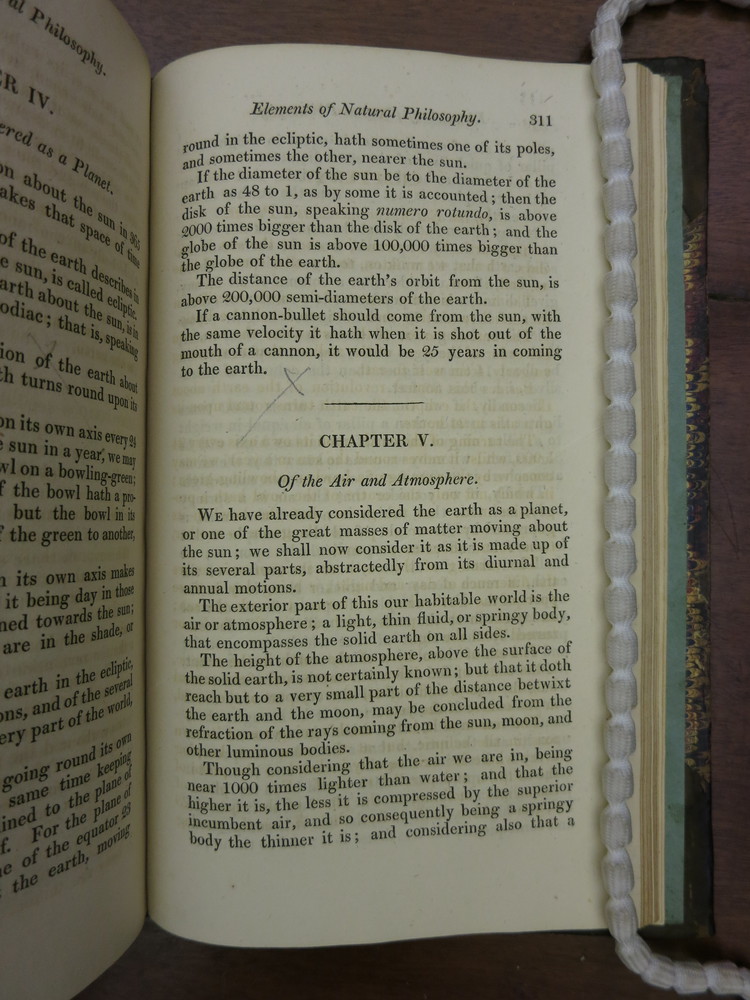 al Philosophy.
ER IV.
ered as a Planet.
on about the sun in 365
akes that space of time
of the earth describes in
e sun, is called ecliptic.
arth about the sun, is in
odiac; that is, speaking
ion of the earth about
th turns round upon its
on its own axis every 24
e sun in a year, we may
wl on a bowling-green;
f the bowl hath a pro-
but the bowl in its
f the green to another,
n its own axis makes
it being day in those
ned towards the sun;
are in the shade, or
earth in the ecliptic,
ons, and of the several
ery part of the world,
going round its own
same time keeping
ined to the plane of
f. For the plane of
e of the equator 23
the earth, moving
Elements of Natural Philosophy. 311
round in the ecliptic, hath sometimes one of its poles,
and sometimes the other, nearer the sun.
If the diameter of the sun be to the diameter of the
earth as 48 to 1, as by some it is accounted; then the
disk of the sun, speaking numero rotundo, is above
2000 times bigger than the disk of the earth; and the
globe of the sun is above 100,000 times bigger than
the globe of the earth.
The distance of the earth's orbit from the sun, is
above 200,000 semi-diameters of the earth.
If a cannon-bullet should come from the sun, with
the same velocity it hath when it is shot out of the
mouth of a cannon, it would be 25 years in coming
to the earth.
CHAPTER V.
Of the Air and Atmosphere.
WE have already considered the earth as a planet,
or one of the great masses of matter moving about
the sun; we shall now consider it as it is made up of
its several parts, abstractedly from its diurnal and
annual motions.
The exterior part of this our habitable world is the
air or atmosphere; a light, thin fluid, or springy body,
that encompasses the solid earth on all sides.
The height of the atmosphere, above the surface of
the solid earth, is not certainly known; but that it doth
reach but to a very small part of the distance betwixt
the earth and the moon, may be concluded from the
refraction of the rays coming from the sun, moon, and
other luminous bodies.
Though considering that the air we are in, being
near 1000 times lighter than water; and that the
higher it is, the less it is compressed by the superior
incumbent air, and so consequently being a springy
body the thinner it is; and considering also that a